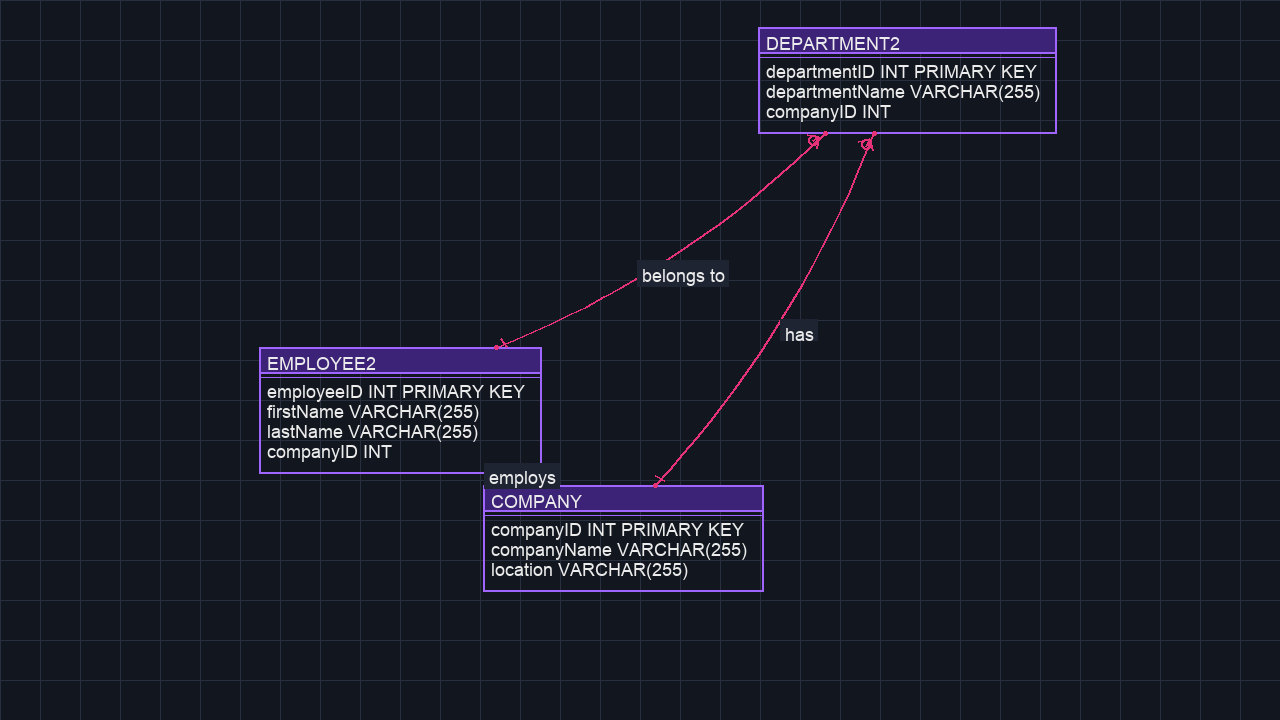 DEPARTMENT2
departmentID INT PRIMARY KEY
departmentName VARCHAR(255)
companyID INT
belongs to
has
EMPLOYEE2
employeeID INT PRIMARY KEY
firstName VARCHAR(255)
lastName VARCHAR(255)
companyID INT
employs
COMPANY
companyID INT PRIMARY KEY
companyName VARCHAR(255)
location VARCHAR(255)